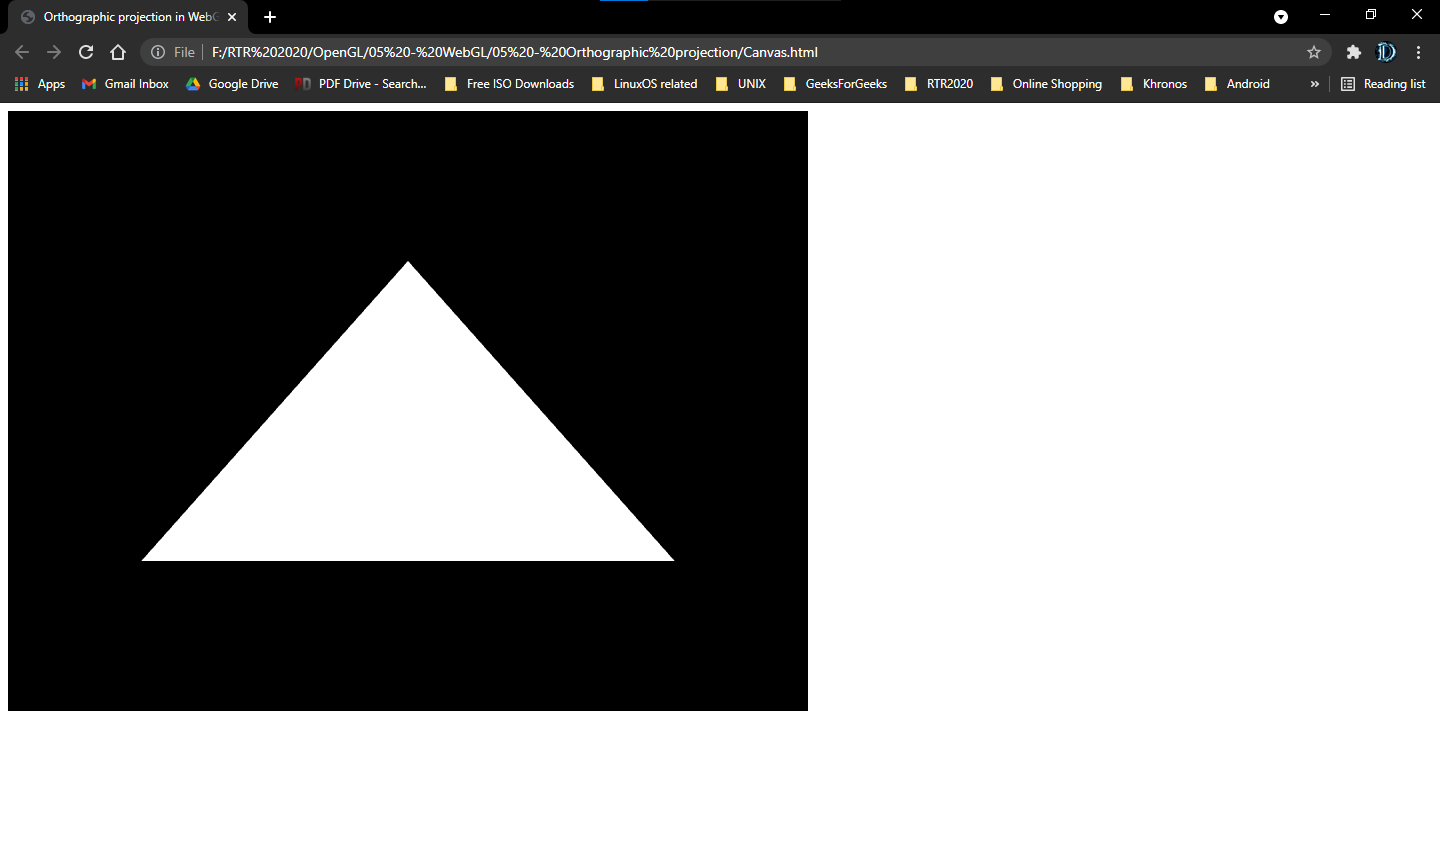 Orthographic projection in WebG
File F:/RTR%202020/OpenGL/05%20-%20WebGL/05%20-%20Orthographic%20projection/Canvas.html
Apps Gmail Inbox Google Drive PDF Drive - Search... Free ISO Downloads LinuxOS related UNIX GeeksForGeeks RTR2020 Online Shopping Khronos Android » Reading list